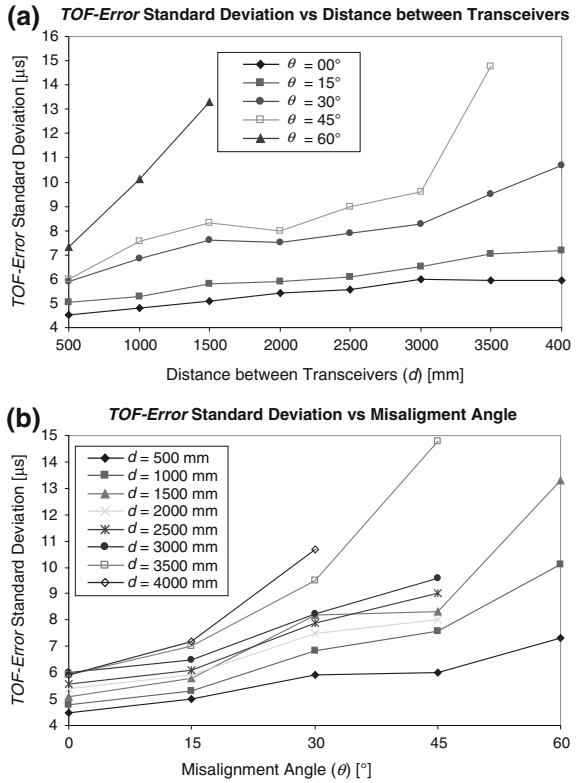 (a)
TOF-Error Standard Deviation vs Distance between Transceivers
TOF-Error Standard Deviation [μs]
16
15
14
13
12
11
10
9
8
7
6
5
4
θ = 00°
θ = 15°
θ = 30°
θ = 45°
θ = 60°
500 1000 1500 2000 2500 3000 3500 400
Distance between Transceivers (d) [mm]
(b)
TOF-Error Standard Deviation vs Misaligment Angle
TOF-Error Standard Deviation [μs]
15
14
13
12
11
10
9
8
7
6
5
4
d = 500 mm
d = 1000 mm
d = 1500 mm
d = 2000 mm
d = 2500 mm
d = 3000 mm
d = 3500 mm
d = 4000 mm
0 15 30 45 60
Misalignment Angle (θ) [°]